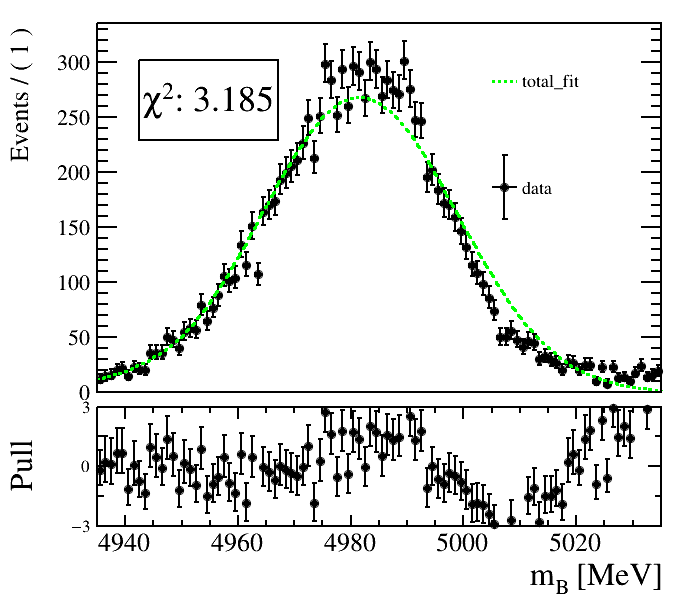 Events / ( 1 )
300
250
200
150
100
50
0
χ²: 3.185
total_fit
data
Pull
3
0
−3
4940 4960 4980 5000 5020
m_B [MeV]